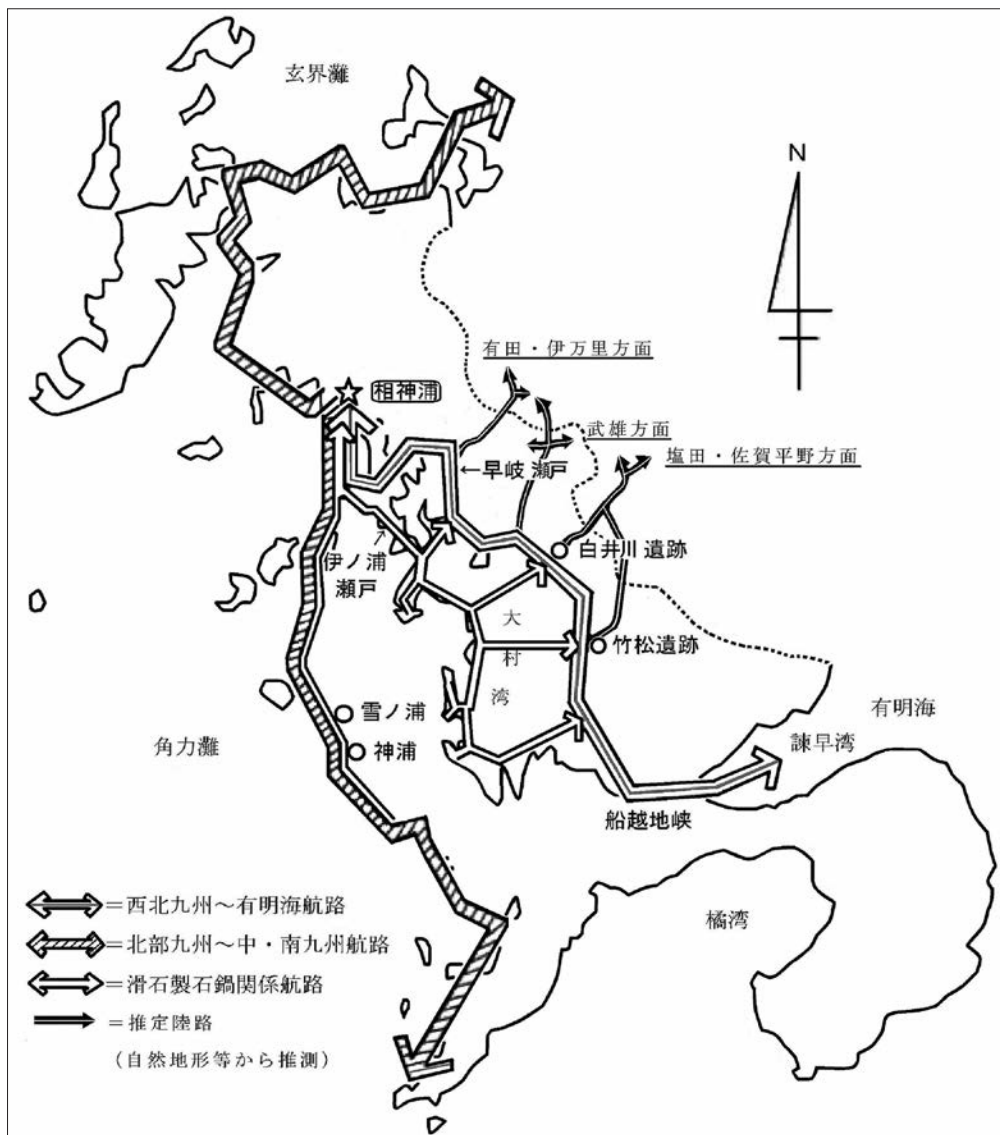 玄界灘
N
有田・伊万里方面
相神浦
武雄方面
←早岐瀬戸
塩田・佐賀平野方面
伊ノ浦
瀬戸
白井川遺跡
大
村
湾
竹松遺跡
雪ノ浦
有明海
角力灘
神浦
諫早湾
船越地峡
橘湾
=西北九州~有明海航路
=北部九州~中・南九州航路
=滑石製石鍋関係航路
=推定陸路
(自然地形等から推測)